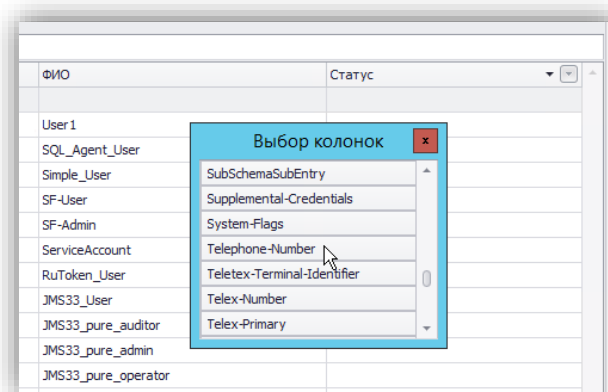 ФИО Статус
User1
SQL_Agent_User
Simple_User
SF-User
SF-Admin
ServiceAccount
RuToken_User
JMS33_User
JMS33_pure_auditor
JMS33_pure_admin
JMS33_pure_operator
Выбор колонок x
SubSchemaSubEntry
Supplemental-Credentials
System-Flags
Telephone-Number
Teletex-Terminal-Identifier
Telex-Number
Telex-Primary